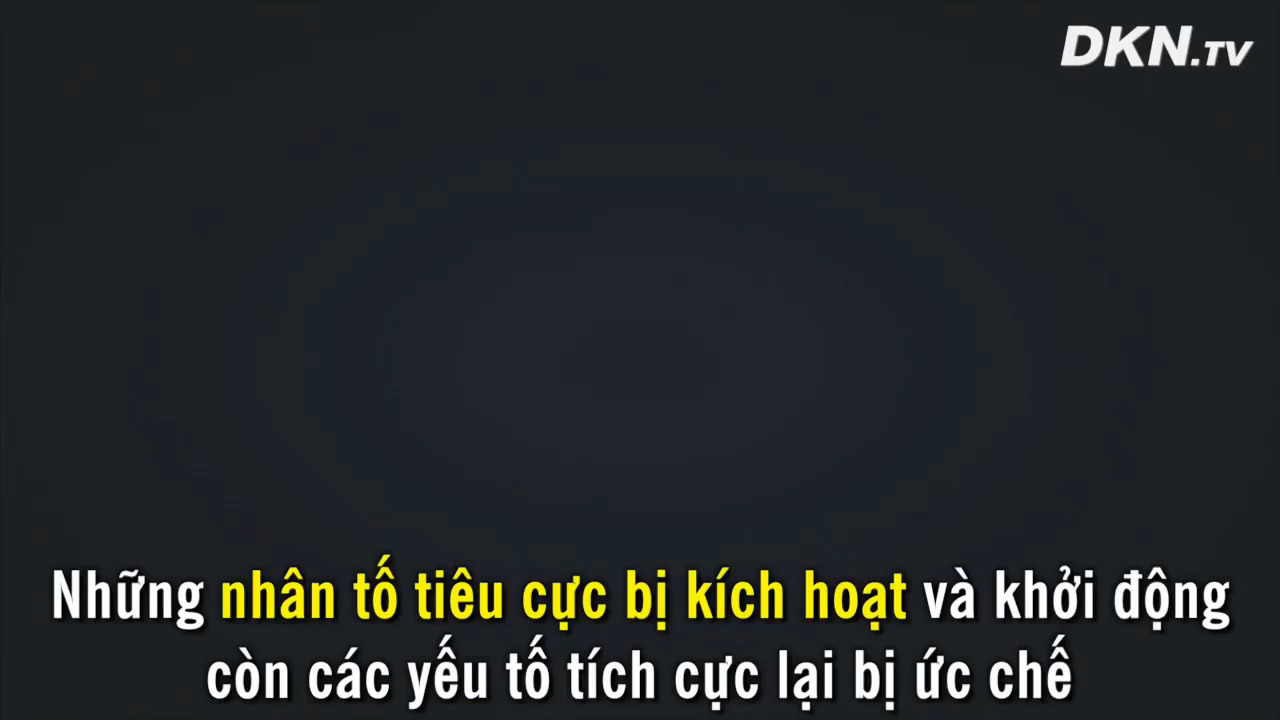 DKN.TV
Những nhân tố tiêu cực bị kích hoạt và khởi động
còn các yếu tố tích cực lại bị ức chế